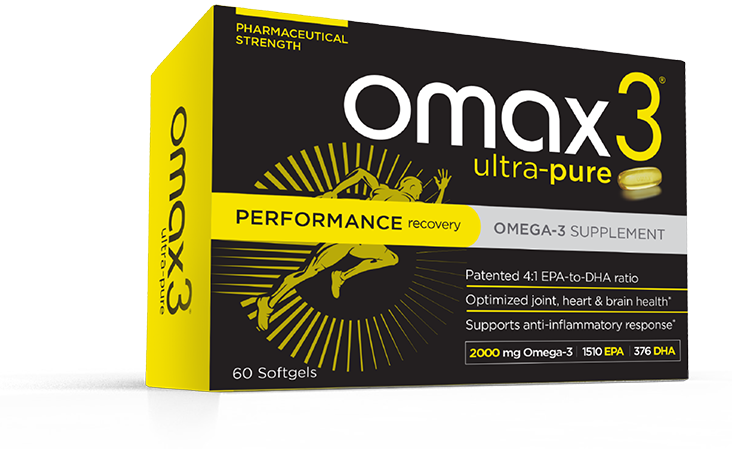 PHARMACEUTICAL
STRENGTH
omax3®
ultra-pure
PERFORMANCE recovery
OMEGA-3 SUPPLEMENT
Patented 4:1 EPA-to-DHA ratio
Optimized joint, heart & brain health*
Supports anti-inflammatory response*
2000 mg Omega-3 | 1510 EPA | 376 DHA
60 Softgels
omax3®
ultra-pure